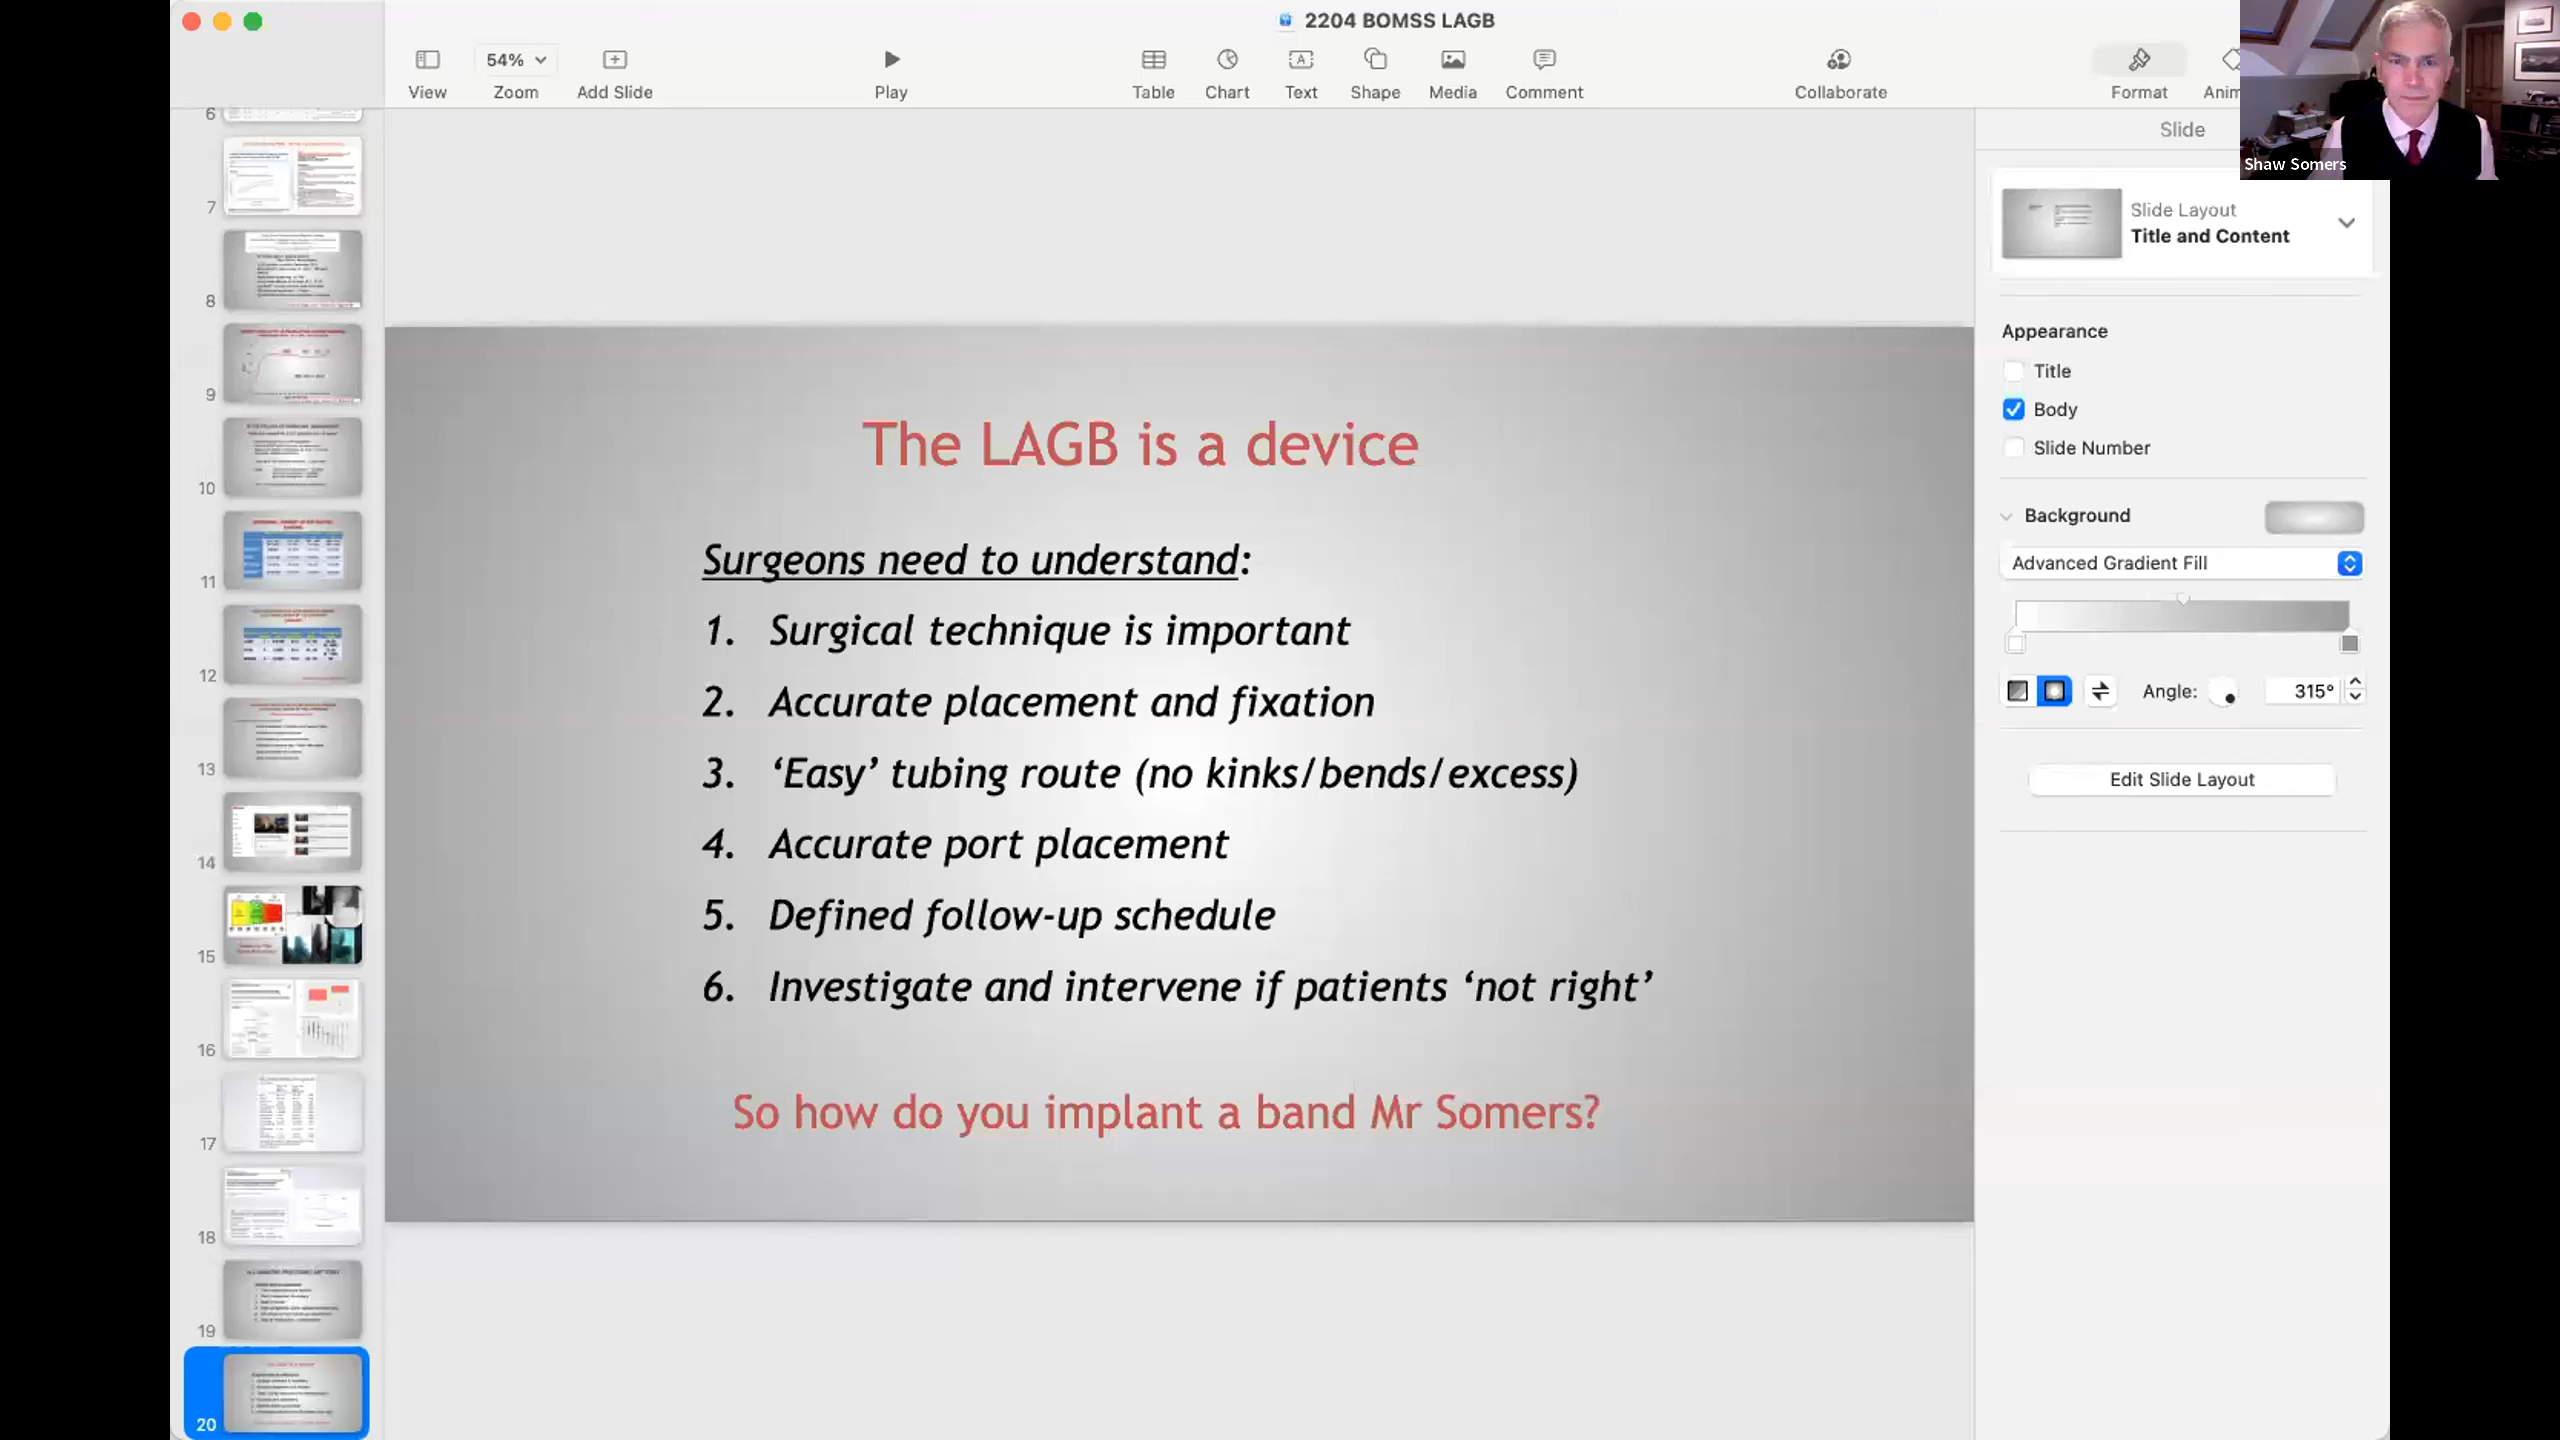 2204 BOMSS LAGB
View
54%
Zoom
Add Slide
Play
Table
Chart
Text
Shape
Media
Comment
Collaborate
Format
Anim
Shaw Somers
6
7
8
9
10
11
12
13
14
15
16
17
18
19
20
The LAGB is a device
Surgeons need to understand:
1. Surgical technique is important
2. Accurate placement and fixation
3. ‘Easy’ tubing route (no kinks/bends/excess)
4. Accurate port placement
5. Defined follow-up schedule
6. Investigate and intervene if patients ‘not right’
So how do you implant a band Mr Somers?
Slide
Slide Layout
Title and Content
Appearance
Title
Body
Slide Number
Background
Advanced Gradient Fill
Angle: 315°
Edit Slide Layout